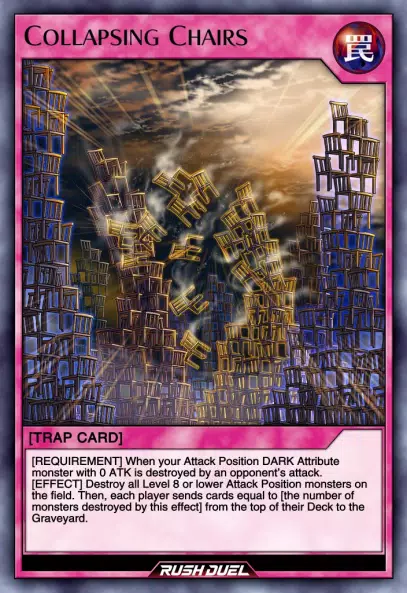 COLLAPSING CHAIRS
罠
[TRAP CARD]
[REQUIREMENT] When your Attack Position DARK Attribute
monster with 0 ATK is destroyed by an opponent's attack.
[EFFECT] Destroy all Level 8 or lower Attack Position monsters on
the field. Then, each player sends cards equal to [the number of
monsters destroyed by this effect] from the top of their Deck to the
Graveyard.
RUSH DUEL